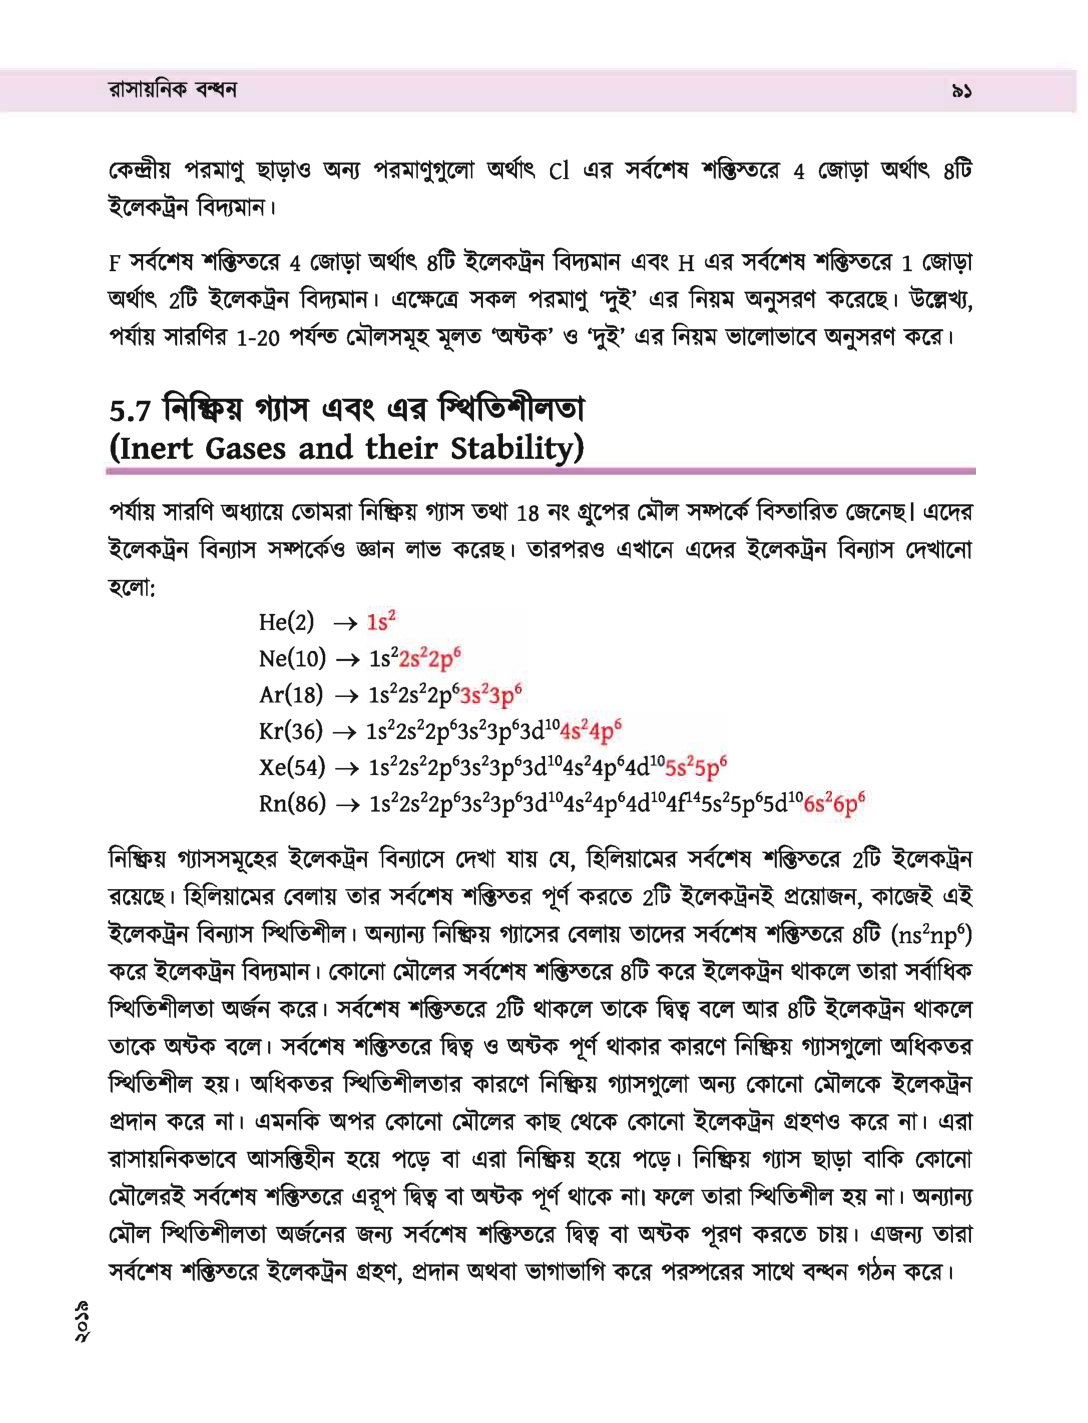 রাসায়নিক বন্ধন ৯১
কেন্দ্রীয় পরমাণু ছাড়াও অন্য পরমাণুগুলো অর্থাৎ Cl এর সর্বশেষ শক্তিস্তরে 4 জোড়া অর্থাৎ 8টি
ইলেকট্রন বিদ্যমান।
F সর্বশেষ শক্তিস্তরে 4 জোড়া অর্থাৎ 8টি ইলেকট্রন বিদ্যমান এবং H এর সর্বশেষ শক্তিস্তরে 1 জোড়া
অর্থাৎ 2টি ইলেকট্রন বিদ্যমান। এক্ষেত্রে সকল পরমাণু ‘দুই’ এর নিয়ম অনুসরণ করেছে। উল্লেখ্য,
পর্যায় সারণির 1-20 পর্যন্ত মৌলসমূহ মূলত ‘অষ্টক’ ও ‘দুই’ এর নিয়ম ভালোভাবে অনুসরণ করে।
5.7 নিষ্ক্রিয় গ্যাস এবং এর স্থিতিশীলতা
(Inert Gases and their Stability)
পর্যায় সারণি অধ্যায়ে তোমরা নিষ্ক্রিয় গ্যাস তথা 18 নং গ্রুপের মৌল সম্পর্কে বিস্তারিত জেনেছ। এদের
ইলেকট্রন বিন্যাস সম্পর্কেও জ্ঞান লাভ করেছ। তারপরও এখানে এদের ইলেকট্রন বিন্যাস দেখানো
হলো:
He(2) → 1s²
Ne(10) → 1s²2s²2p⁶
Ar(18) → 1s²2s²2p⁶3s²3p⁶
Kr(36) → 1s²2s²2p⁶3s²3p⁶3d¹⁰4s²4p⁶
Xe(54) → 1s²2s²2p⁶3s²3p⁶3d¹⁰4s²4p⁶4d¹⁰5s²5p⁶
Rn(86) → 1s²2s²2p⁶3s²3p⁶3d¹⁰4s²4p⁶4d¹⁰4f¹⁴5s²5p⁶5d¹⁰6s²6p⁶
নিষ্ক্রিয় গ্যাসসমূহের ইলেকট্রন বিন্যাসে দেখা যায় যে, হিলিয়ামের সর্বশেষ শক্তিস্তরে 2টি ইলেকট্রন
রয়েছে। হিলিয়ামের বেলায় তার সর্বশেষ শক্তিস্তর পূর্ণ করতে 2টি ইলেকট্রনই প্রয়োজন, কাজেই এই
ইলেকট্রন বিন্যাস স্থিতিশীল। অন্যান্য নিষ্ক্রিয় গ্যাসের বেলায় তাদের সর্বশেষ শক্তিস্তরে 8টি (ns²np⁶)
করে ইলেকট্রন বিদ্যমান। কোনো মৌলের সর্বশেষ শক্তিস্তরে 8টি করে ইলেকট্রন থাকলে তারা সর্বাধিক
স্থিতিশীলতা অর্জন করে। সর্বশেষ শক্তিস্তরে 2টি থাকলে তাকে দ্বিত্ব বলে আর 8টি ইলেকট্রন থাকলে
তাকে অষ্টক বলে। সর্বশেষ শক্তিস্তরে দ্বিত্ব ও অষ্টক পূর্ণ থাকার কারণে নিষ্ক্রিয় গ্যাসগুলো অধিকতর
স্থিতিশীল হয়। অধিকতর স্থিতিশীলতার কারণে নিষ্ক্রিয় গ্যাসগুলো অন্য কোনো মৌলকে ইলেকট্রন
প্রদান করে না। এমনকি অপর কোনো মৌলের কাছ থেকে কোনো ইলেকট্রন গ্রহণও করে না। এরা
রাসায়নিকভাবে আসক্তিহীন হয়ে পড়ে বা এরা নিষ্ক্রিয় হয়ে পড়ে। নিষ্ক্রিয় গ্যাস ছাড়া বাকি কোনো
মৌলেরই সর্বশেষ শক্তিস্তরে এরূপ দ্বিত্ব বা অষ্টক পূর্ণ থাকে না। ফলে তারা স্থিতিশীল হয় না। অন্যান্য
মৌল স্থিতিশীলতা অর্জনের জন্য সর্বশেষ শক্তিস্তরে দ্বিত্ব বা অষ্টক পূরণ করতে চায়। এজন্য তারা
সর্বশেষ শক্তিস্তরে ইলেকট্রন গ্রহণ, প্রদান অথবা ভাগাভাগি করে পরস্পরের সাথে বন্ধন গঠন করে।
২০১৯